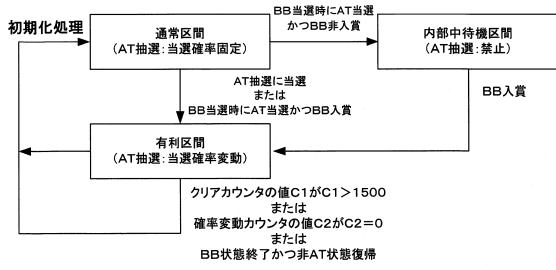 初期化処理
通常区間
(AT抽選:当選確率固定)
BB当選時にAT当選
かつBB非入賞
内部中待機区間
(AT抽選:禁止)
AT抽選に当選
または
BB当選時にAT当選かつBB入賞
BB入賞
有利区間
(AT抽選:当選確率変動)
クリアカウンタの値C1がC1>1500
または
確率変動カウンタの値C2がC2=0
または
BB状態終了かつ非AT状態復帰